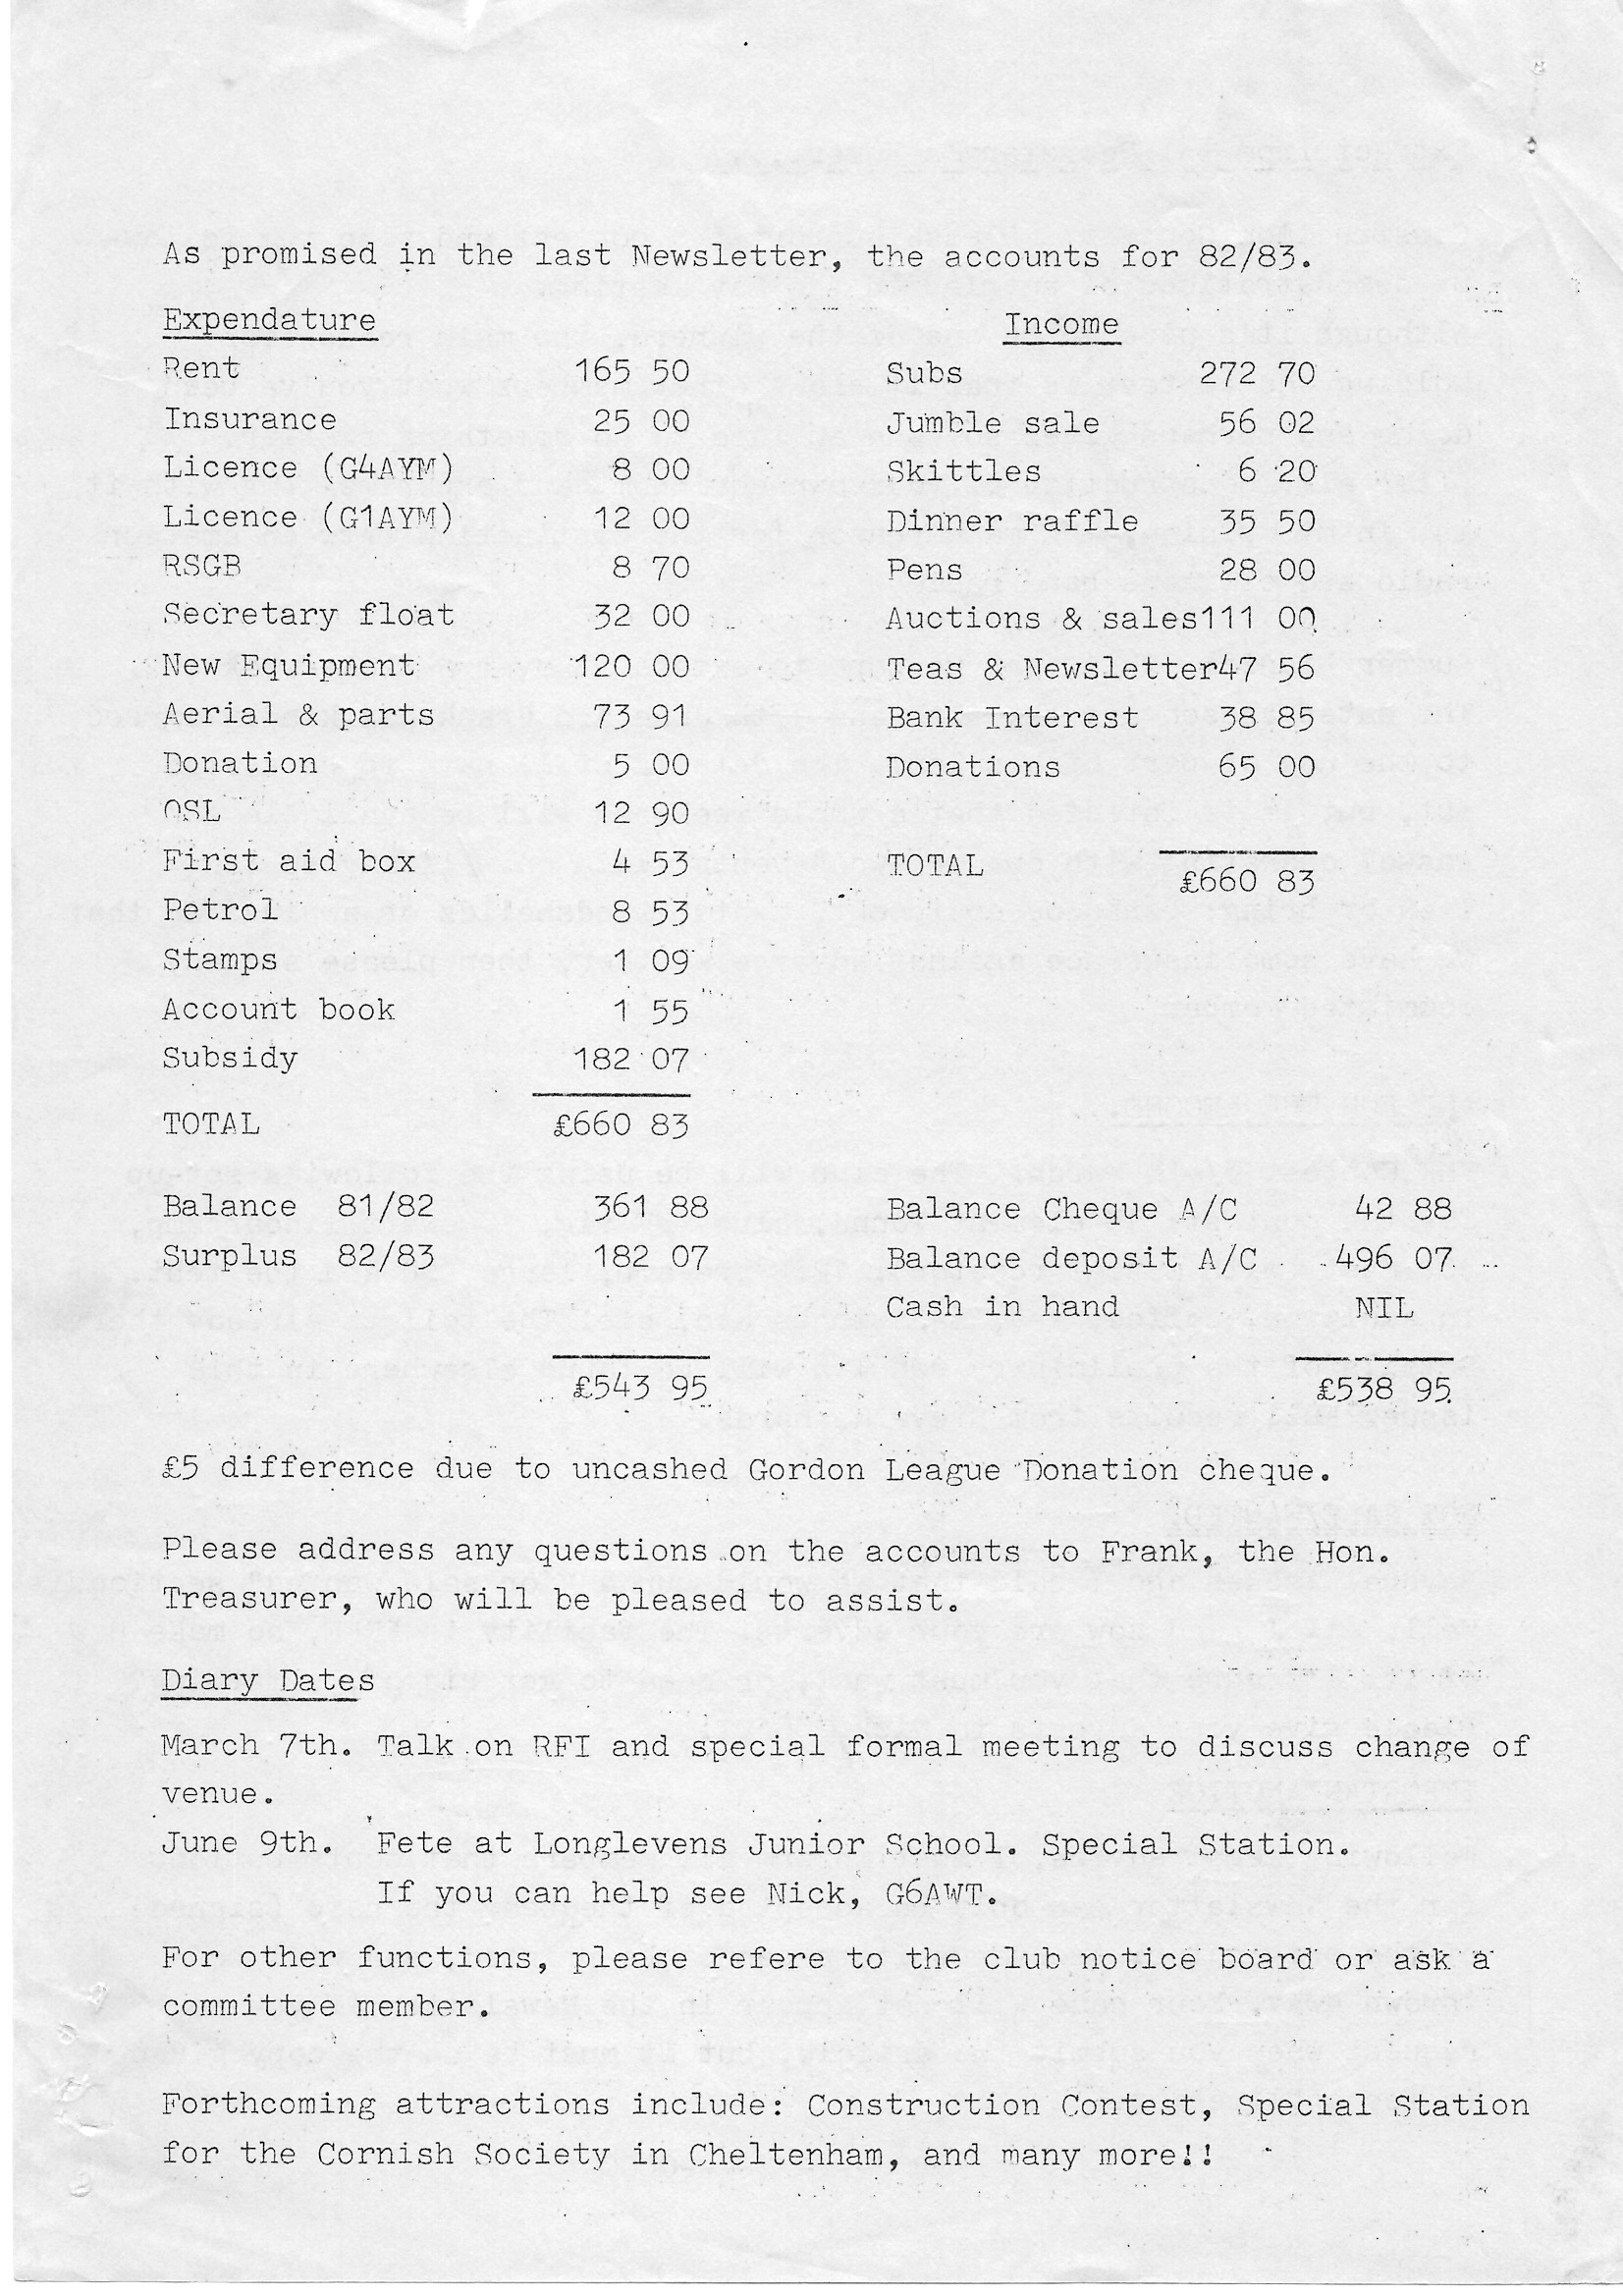 As promised in the last Newsletter, the accounts for 82/83.
Expendature Income
Rent 165 50 Subs 272 70
Insurance 25 00 Jumble sale 56 02
Licence (G4AYM) 8 00 Skittles 6 20
Licence (G1AYM) 12 00 Dinner raffle 35 50
RSGB 8 70 Pens 28 00
Secretary float 32 00 Auctions & sales111 00
New Equipment 120 00 Teas & Newsletter47 56
Aerial & parts 73 91 Bank Interest 38 85
Donation 5 00 Donations 65 00
QSL 12 90
First aid box 4 53 TOTAL £660 83
Petrol 8 53
Stamps 1 09
Account book 1 55
Subsidy 182 07
TOTAL £660 83
Balance 81/82 361 88 Balance Cheque A/C 42 88
Surplus 82/83 182 07 Balance deposit A/C 496 07
Cash in hand NIL
£543 95 £538 95
£5 difference due to uncashed Gordon League Donation cheque.
Please address any questions on the accounts to Frank, the Hon.
Treasurer, who will be pleased to assist.
Diary Dates
March 7th. Talk on RFI and special formal meeting to discuss change of
venue.
June 9th. Fete at Longlevens Junior School. Special Station.
If you can help see Nick, G6AWT.
For other functions, please refere to the club notice board or ask a
committee member.
Forthcoming attractions include: Construction Contest, Special Station
for the Cornish Society in Cheltenham, and many more!!